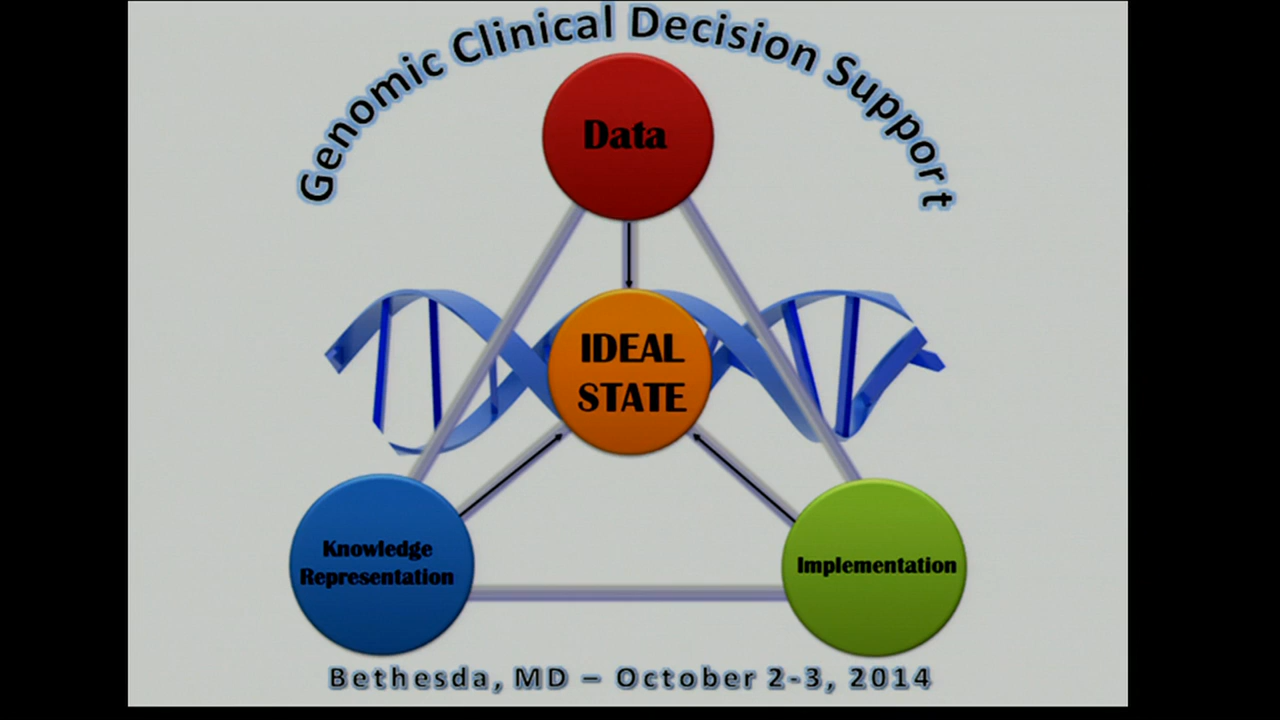 Genomic Clinical Decision Support
Data
IDEAL
STATE
Knowledge
Representation
Implementation
Bethesda, MD – October 2-3, 2014